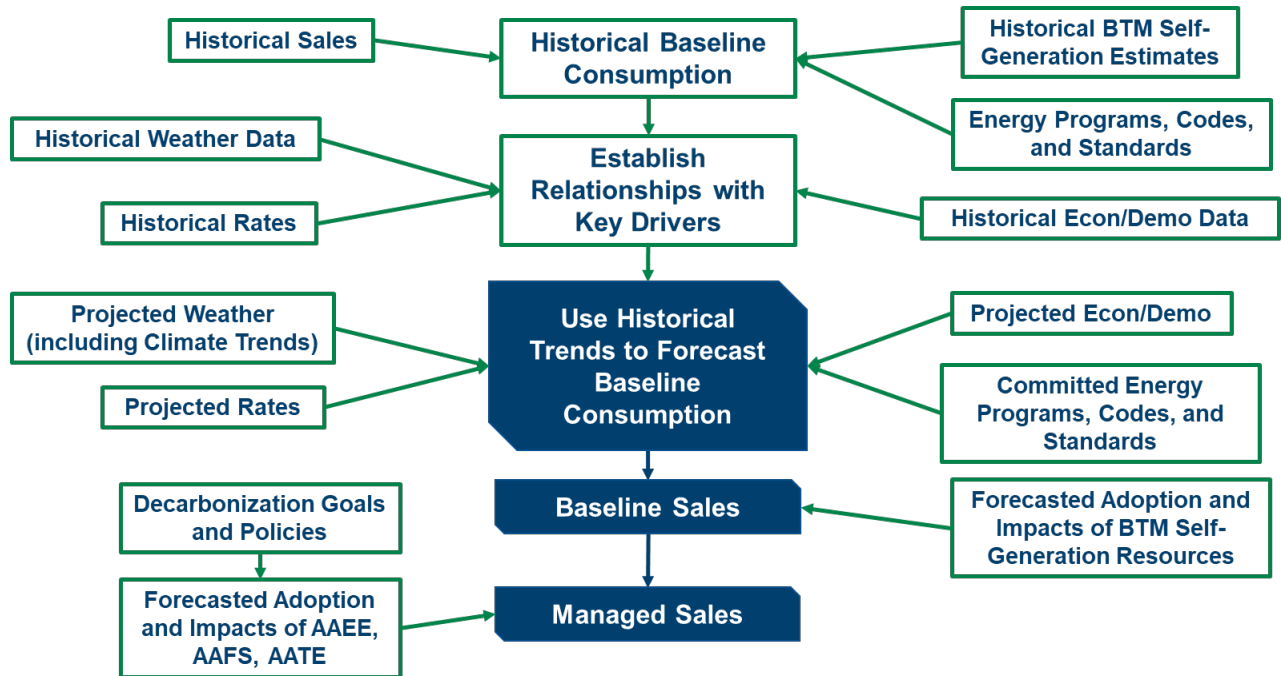 Historical Sales
Historical Baseline
Consumption
Historical BTM Self-
Generation Estimates
Energy Programs, Codes,
and Standards
Historical Weather Data
Establish
Relationships with
Key Drivers
Historical Rates
Historical Econ/Demo Data
Projected Weather
(including Climate Trends)
Use Historical
Trends to Forecast
Baseline
Consumption
Projected Econ/Demo
Projected Rates
Committed Energy
Programs, Codes, and
Standards
Decarbonization Goals
and Policies
Baseline Sales
Forecasted Adoption and
Impacts of BTM Self-
Generation Resources
Forecasted Adoption
and Impacts of AAEE,
AAFS, AATE
Managed Sales